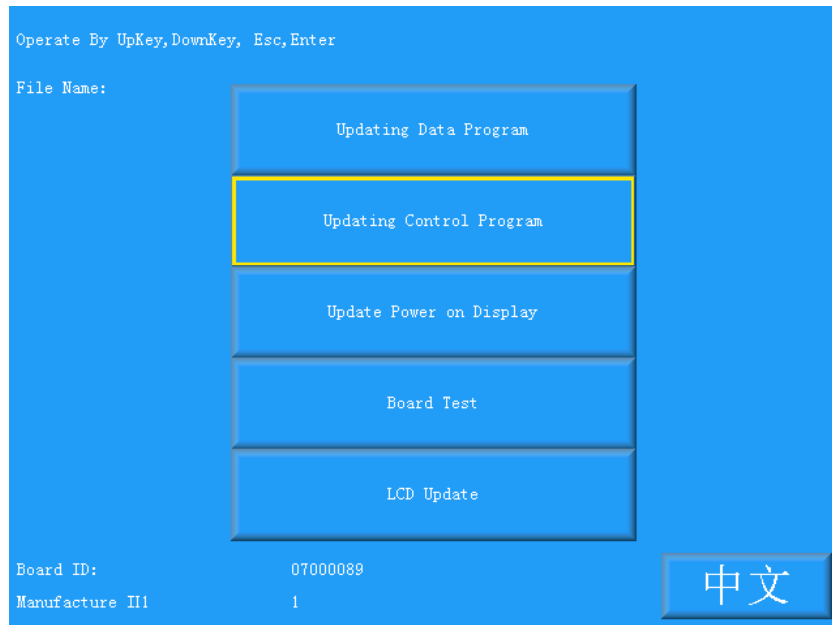 Operate By UpKey,DownKey, Esc,Enter
File Name:
Updating Data Program
Updating Control Program
Update Power on Display
Board Test
LCD Update
Board ID: 07000089
Manufacture II1 1
中文